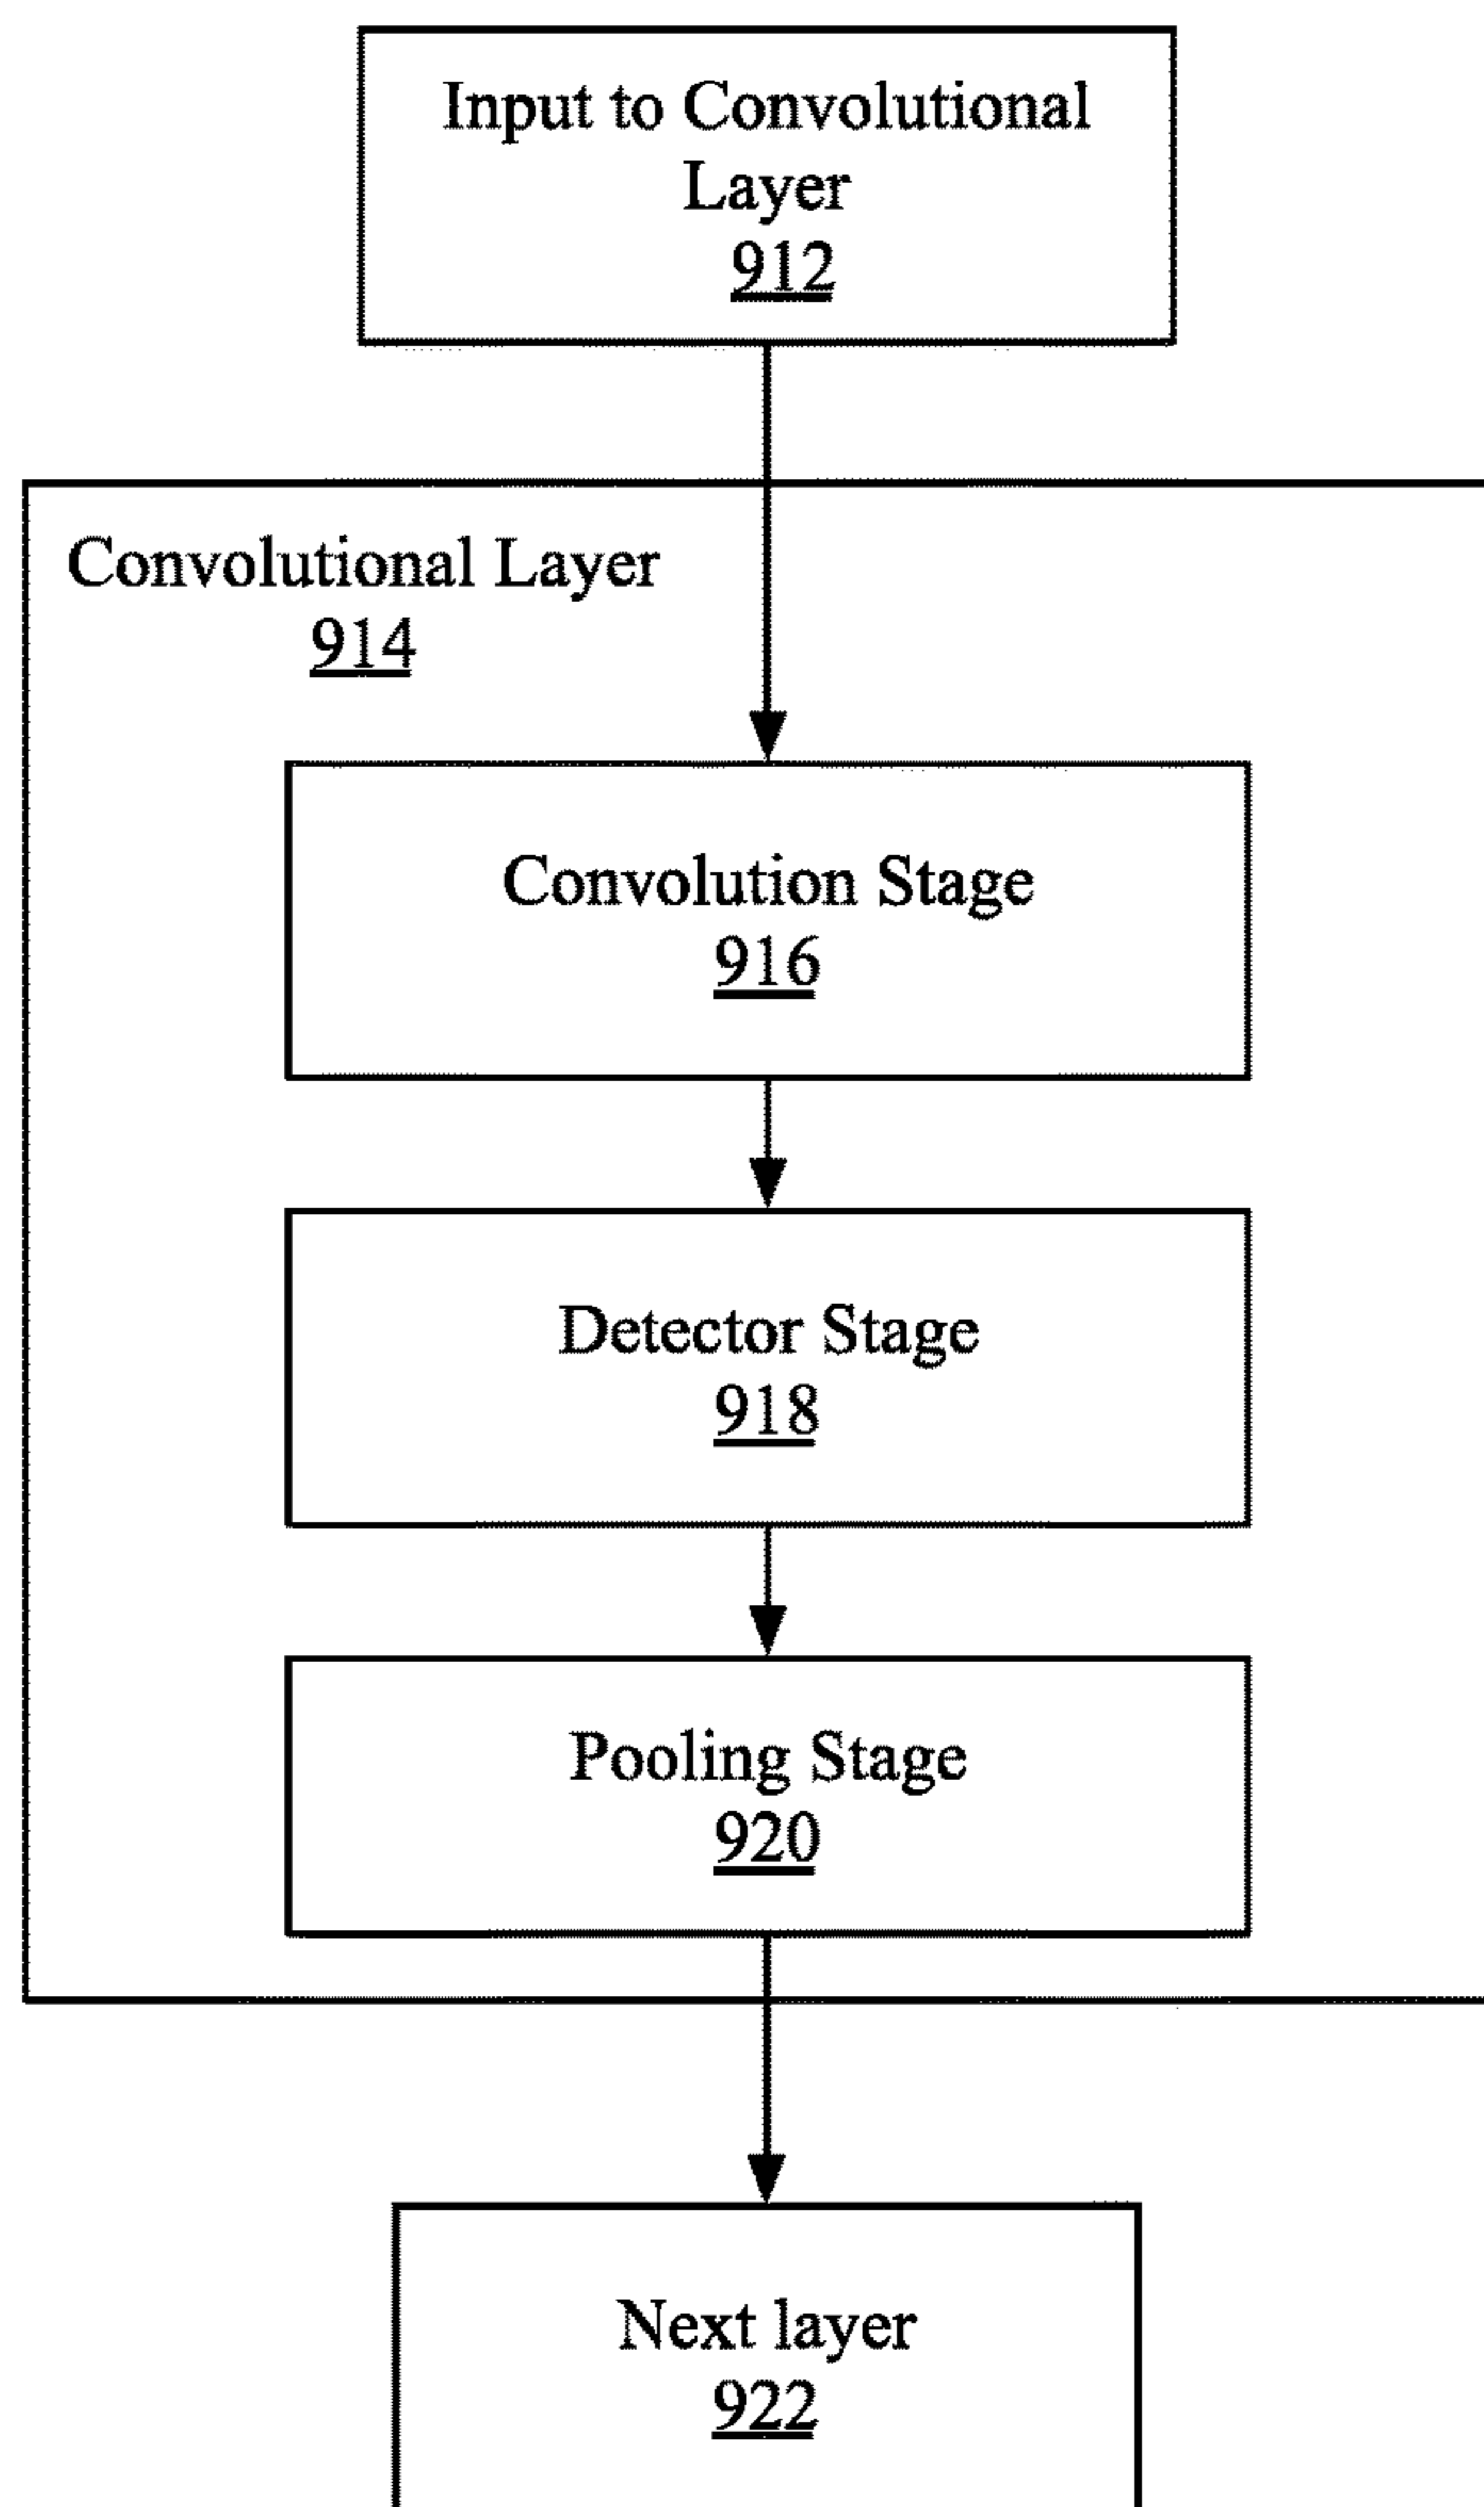 Input to Convolutional
Layer
912
Convolutional Layer
914
Convolution Stage
916
Detector Stage
918
Pooling Stage
920
Next layer
922